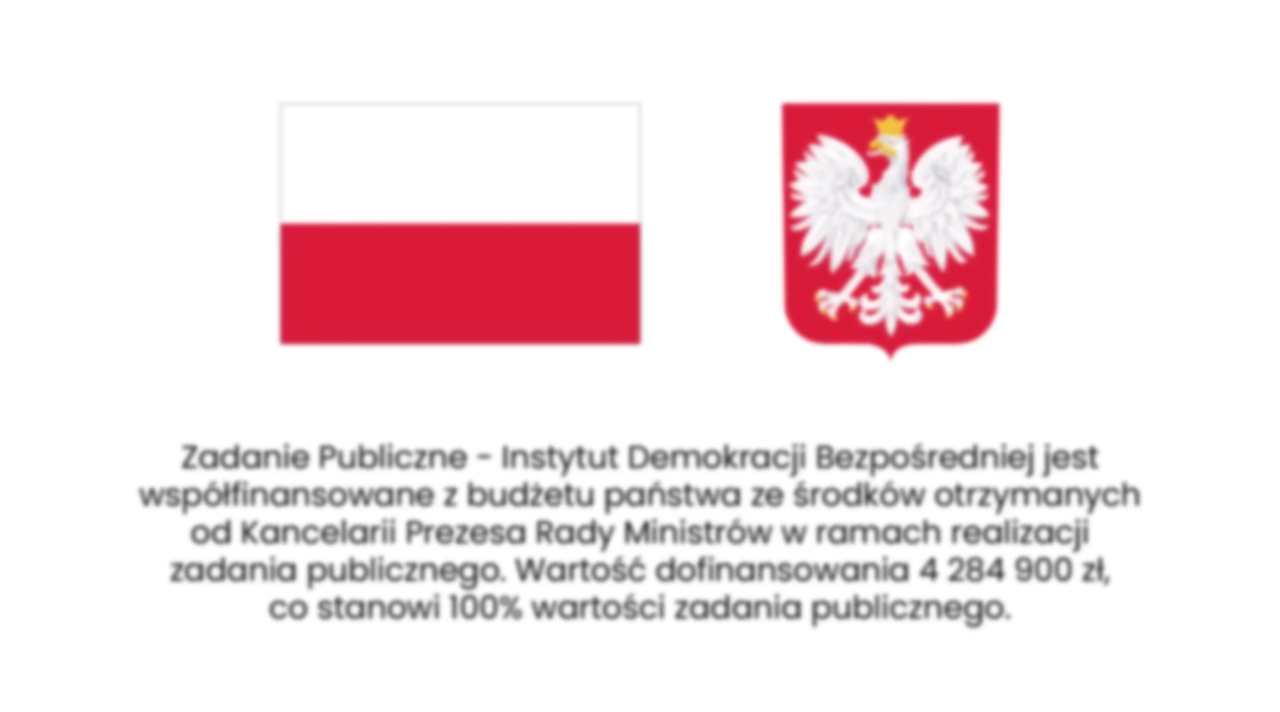 Zadanie Publiczne - Instytut Demokracji Bezpośredniej jest
współfinansowane z budżetu państwa ze środków otrzymanych
od Kancelarii Prezesa Rady Ministrów w ramach realizacji
zadania publicznego. Wartość dofinansowania 4 284 900 zł,
co stanowi 100% wartości zadania publicznego.